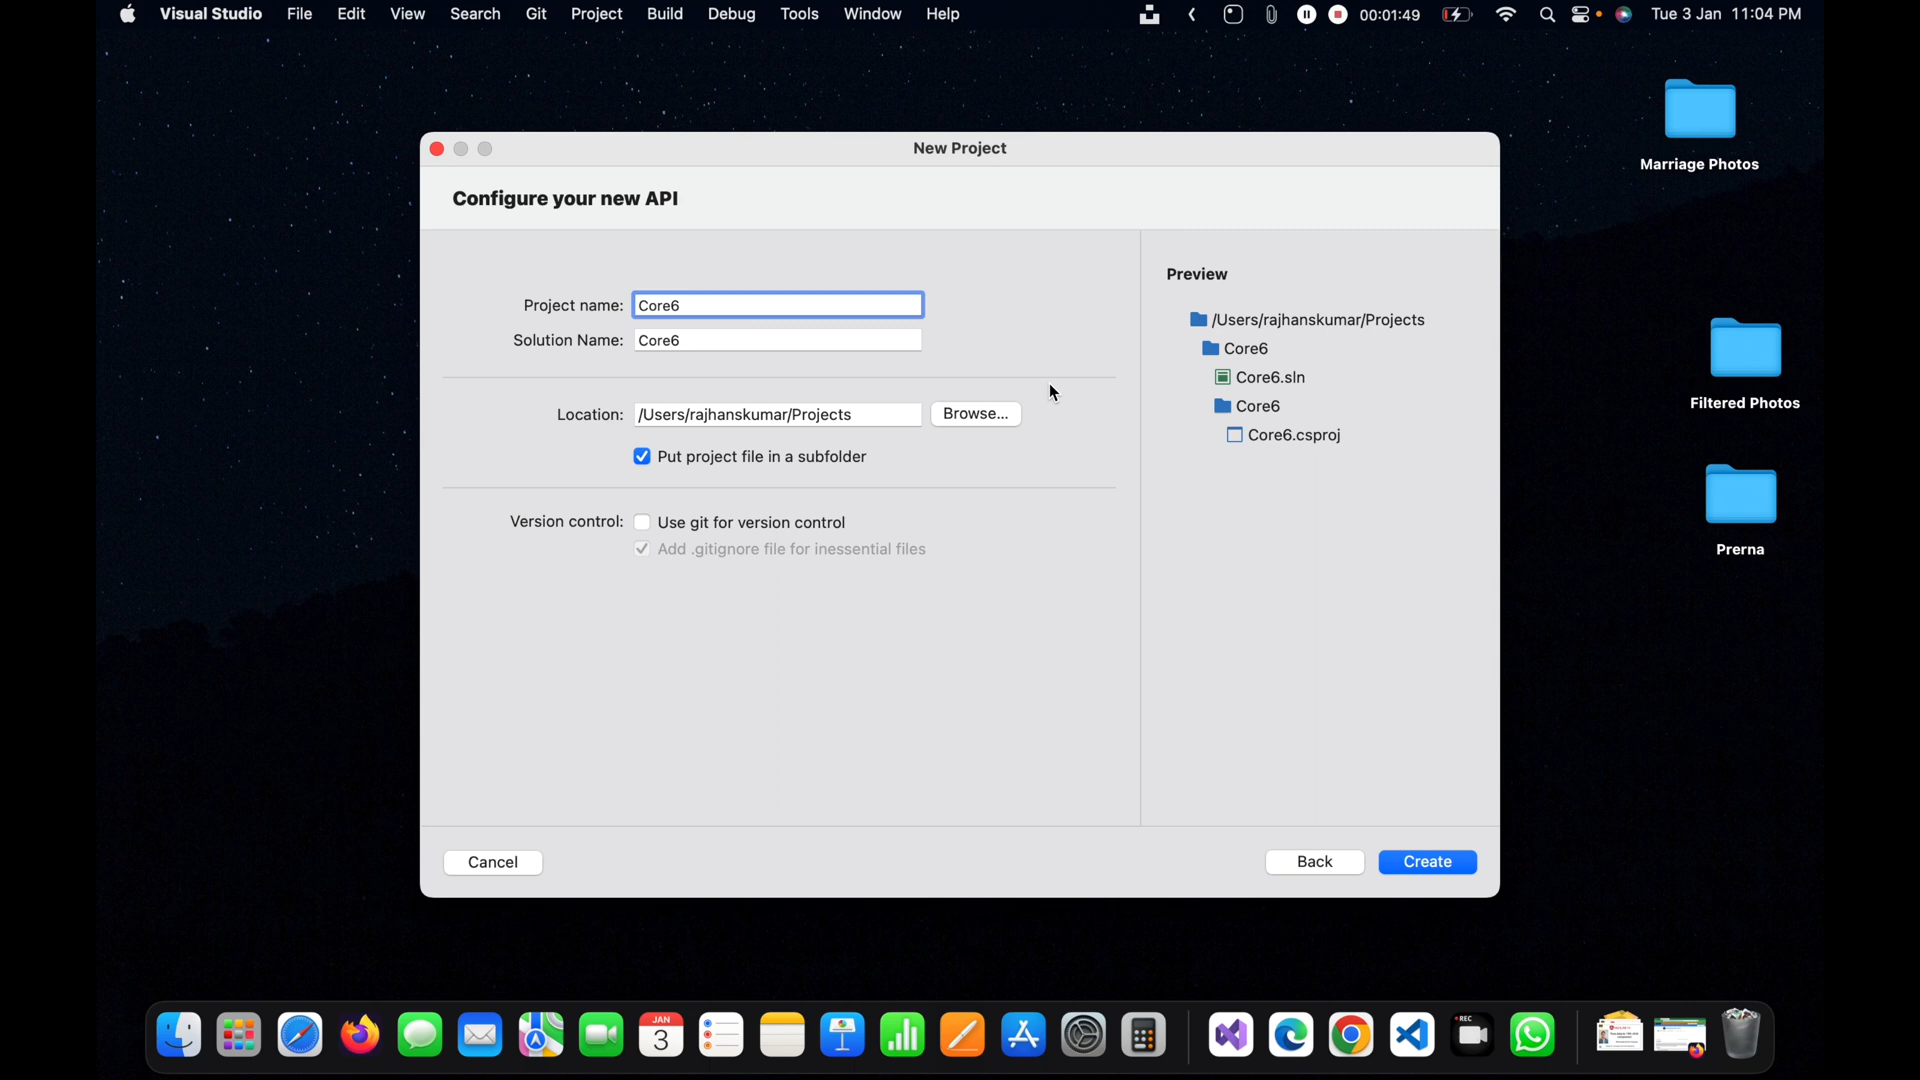 Visual Studio File Edit View Search Git Project Build Debug Tools Window Help 00:01:49 Tue 3 Jan 11:04 PM
Marriage Photos
New Project
Configure your new API
Preview
Project name: Core6
/Users/rajhanskumar/Projects
Solution Name: Core6
Core6
Core6.sln
Filtered Photos
Core6
Location: /Users/rajhanskumar/Projects Browse...
Core6.csproj
Put project file in a subfolder
Version control: Use git for version control
Add .gitignore file for inessential files
Prerna
Cancel Back Create
JAN
3
REC